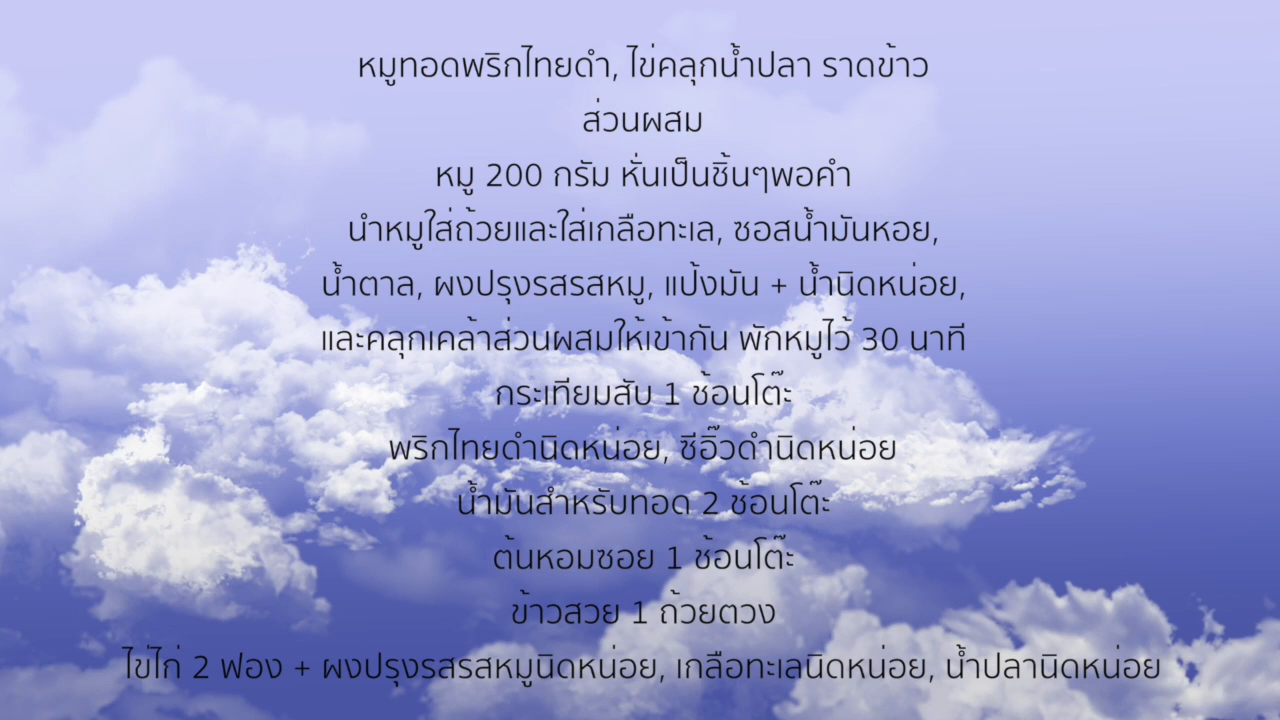 หมูทอดพริกไทยดำ, ไข่คลุกน้ำปลา ราดข้าว
ส่วนผสม
หมู 200 กรัม หั่นเป็นชิ้นๆพอคำ
นำหมูใส่ถ้วยและใส่เกลือทะเล, ซอสน้ำมันหอย,
น้ำตาล, ผงปรุงรสรสหมู, แป้งมัน + น้ำนิดหน่อย,
และคลุกเคล้าส่วนผสมให้เข้ากัน พักหมูไว้ 30 นาที
กระเทียมสับ 1 ช้อนโต๊ะ
พริกไทยดำนิดหน่อย, ซีอิ๊วดำนิดหน่อย
น้ำมันสำหรับทอด 2 ช้อนโต๊ะ
ต้นหอมซอย 1 ช้อนโต๊ะ
ข้าวสวย 1 ถ้วยตวง
ไข่ไก่ 2 ฟอง + ผงปรุงรสรสหมูนิดหน่อย, เกลือทะเลนิดหน่อย, น้ำปลานิดหน่อย